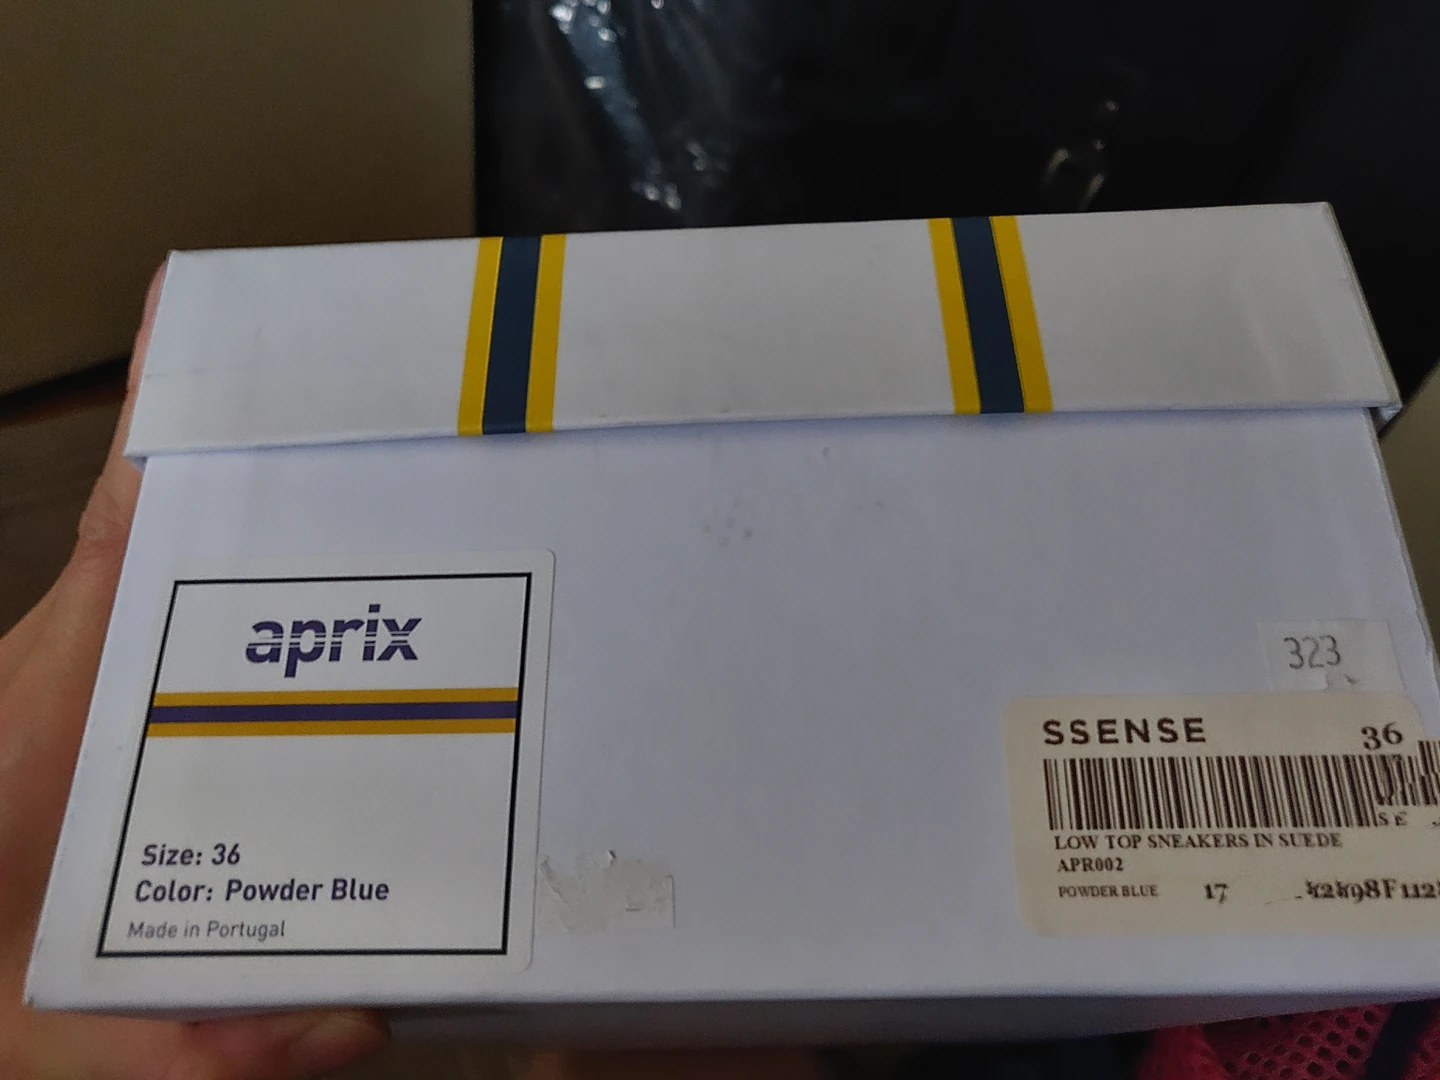 aprix
Size: 36
Color: Powder Blue
Made in Portugal
323
SSENSE 36
LOW TOP SNEAKERS IN SUEDE
APR002
POWDER BLUE 17